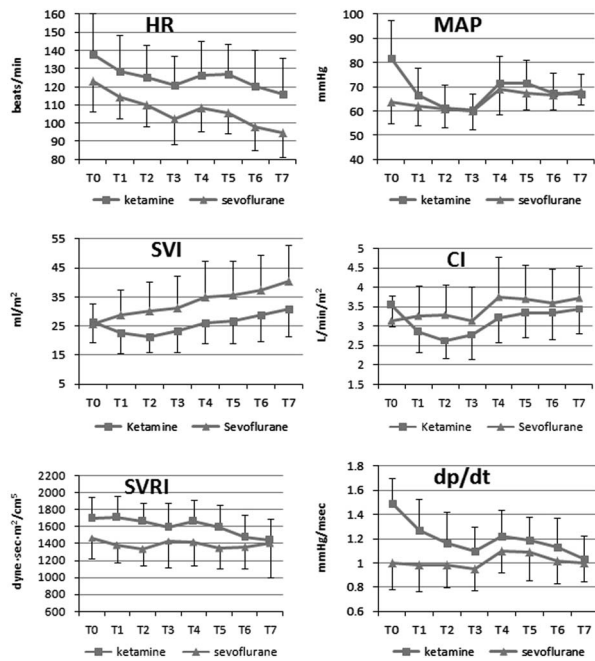 HR
beats/min
160
150
140
130
120
110
100
90
80
T0 T1 T2 T3 T4 T5 T6 T7
ketamine sevoflurane
MAP
mmHg
100
90
80
70
60
50
40
T0 T1 T2 T3 T4 T5 T6 T7
ketamine sevoflurane
SVI
ml/m²
55
45
35
25
15
5
T0 T1 T2 T3 T4 T5 T6 T7
Ketamine Sevoflurane
CI
L/min/m²
5
4.5
4
3.5
3
2.5
2
1.5
T0 T1 T2 T3 T4 T5 T6 T7
Ketamine Sevoflurane
SVRI
dyne·sec·m²/cm⁵
2200
2000
1800
1600
1400
1200
1000
800
600
T0 T1 T2 T3 T4 T5 T6 T7
ketamine sevoflurane
dp/dt
mmHg/msec
1.8
1.6
1.4
1.2
1
0.8
0.6
T0 T1 T2 T3 T4 T5 T6 T7
ketamine sevoflurane